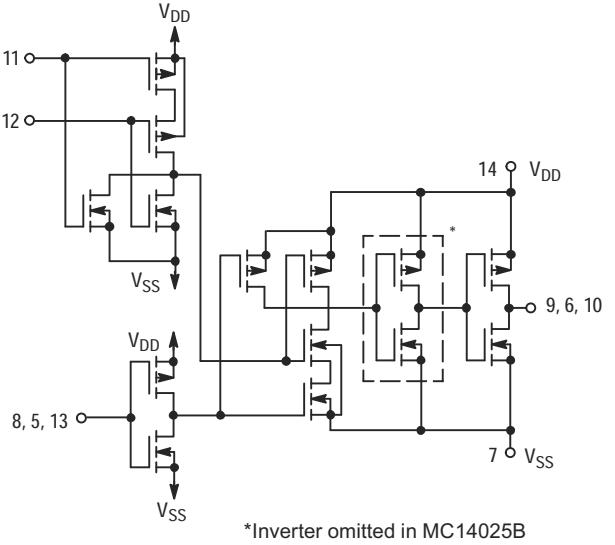 VDD
11
12
14 VDD
*
VSS
9, 6, 10
VDD
8, 5, 13
7 VSS
VSS
*Inverter omitted in MC14025B